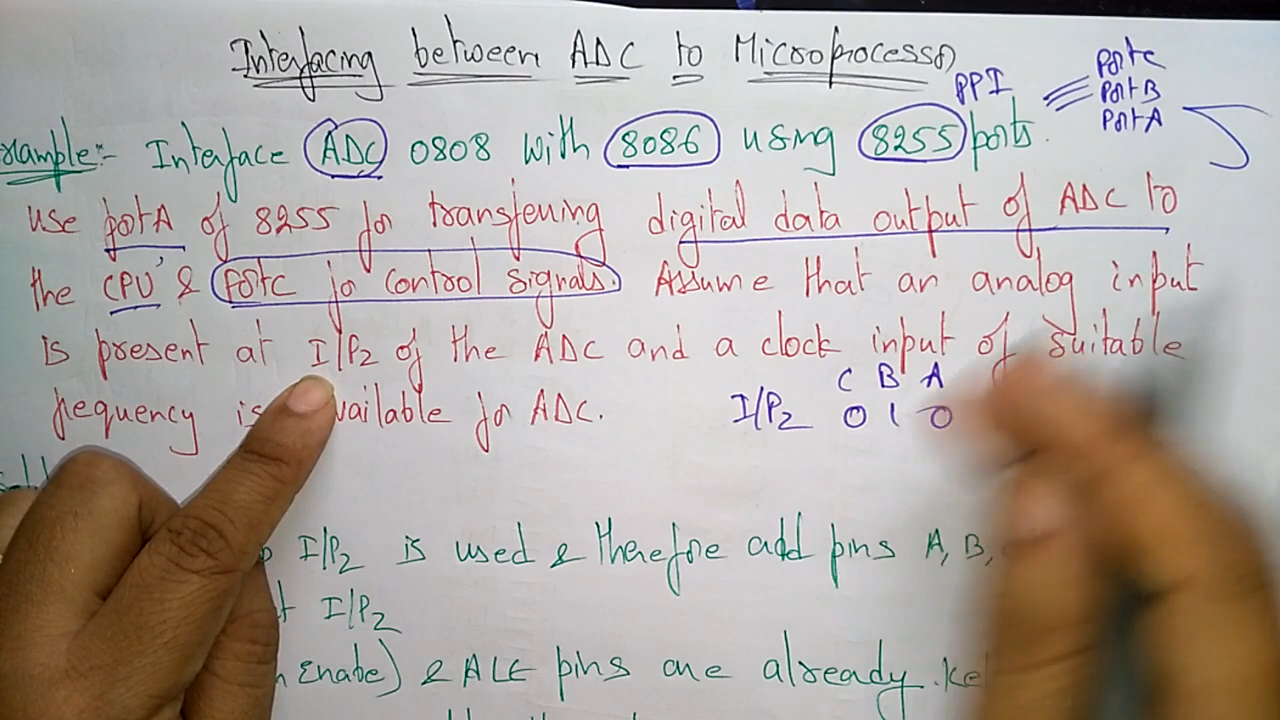 Interfacing between ADC to Microprocessor
PPI
Port C
Port B
Port A
xample:- Interface ADC 0808 with 8086 using 8255 ports.
use port A of 8255 for transferring digital data output of ADC to
the CPU & Port C for control signals. Assume that an analog input
is present at I/P2 of the ADC and a clock input of suitable
frequency is available for ADC.
C B A
I/P2 0 1 0
I/P2 is used & therefore add pins A, B,
I/P2
Enable) & ALE pins are already